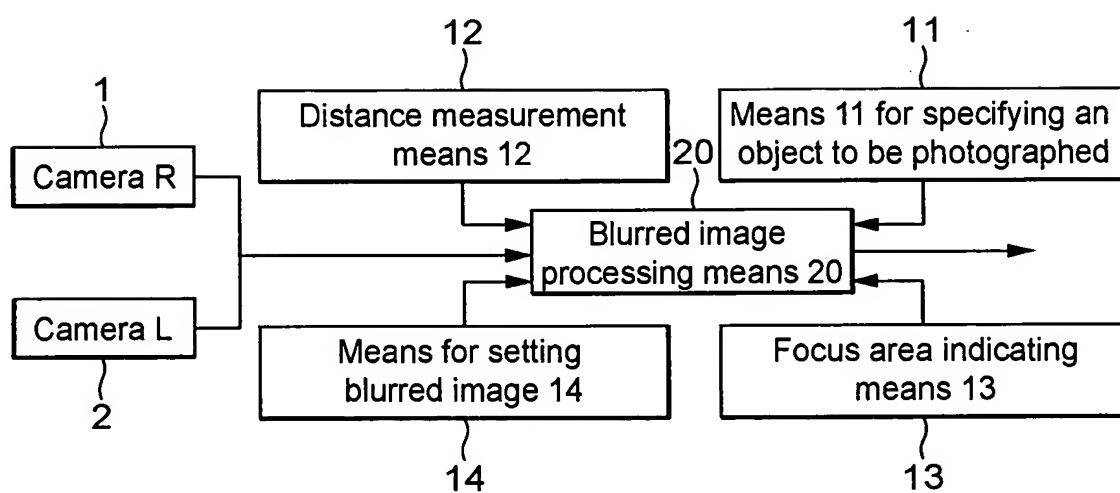 12
11
1
Distance measurement
means 12
20
Means 11 for specifying an
object to be photographed
Camera R
Blurred image
processing means 20
Camera L
Means for setting
blurred image 14
Focus area indicating
means 13
2
14
13